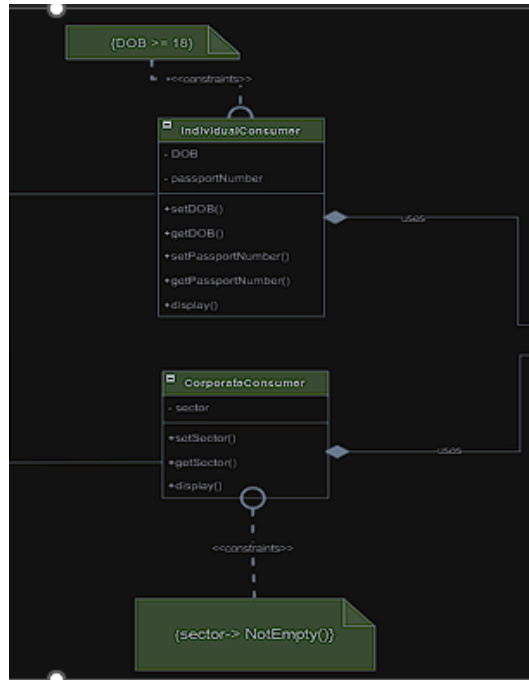 {DOB >= 18}
<<constraints>>
IndividualConsumer
- DOB
- passportNumber
+setDOB()
+getDOB()
+setPassportNumber()
+getPassportNumber()
+display()
uses
CorporateConsumer
- sector
+setSector()
+getSector()
+display()
uses
<<constraints>>
{sector-> NotEmpty()}